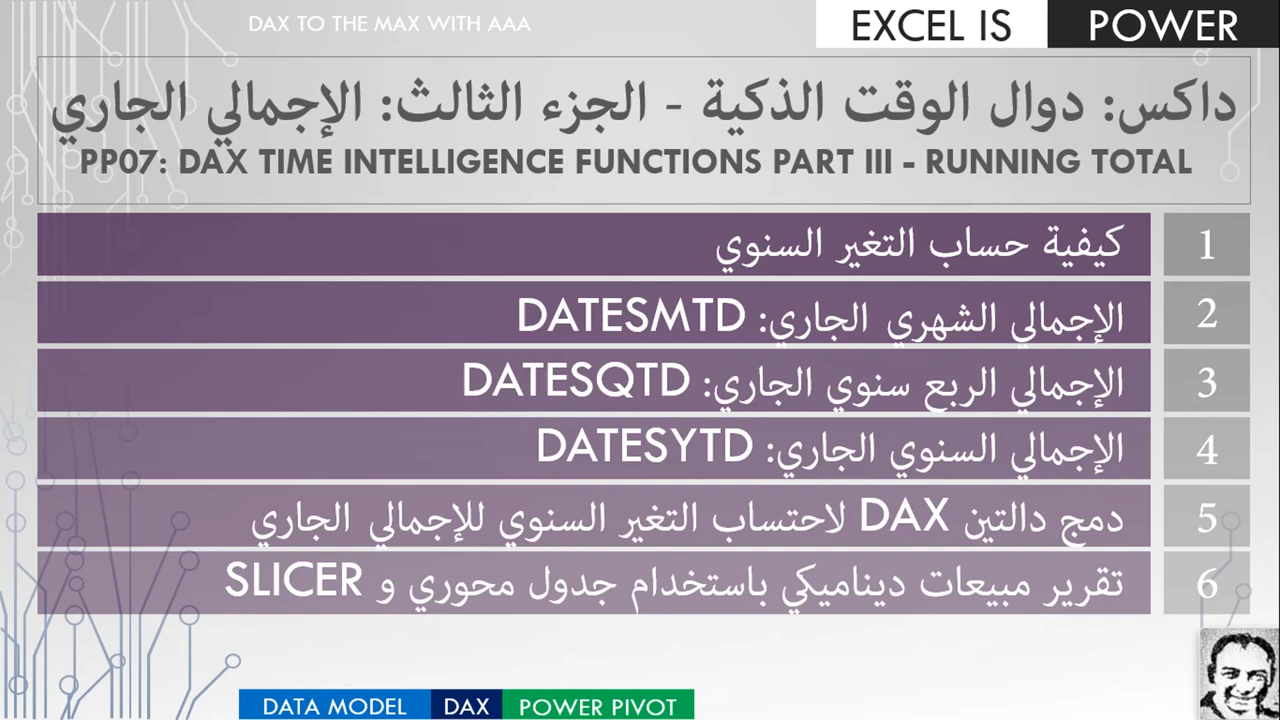 DAX TO THE MAX WITH AAA
EXCEL IS POWER
داكس: دوال الوقت الذكية - الجزء الثالث: الإجمالي الجاري
PP07: DAX TIME INTELLIGENCE FUNCTIONS PART III - RUNNING TOTAL
1 كيفية حساب التغير السنوي
2 الإجمالي الشهري الجاري: DATESMTD
3 الإجمالي الربع سنوي الجاري: DATESQTD
4 الإجمالي السنوي الجاري: DATESYTD
5 دمج دالتين DAX لاحتساب التغير السنوي للإجمالي الجاري
6 تقرير مبيعات ديناميكي باستخدام جدول محوري و SLICER
DATA MODEL DAX POWER PIVOT